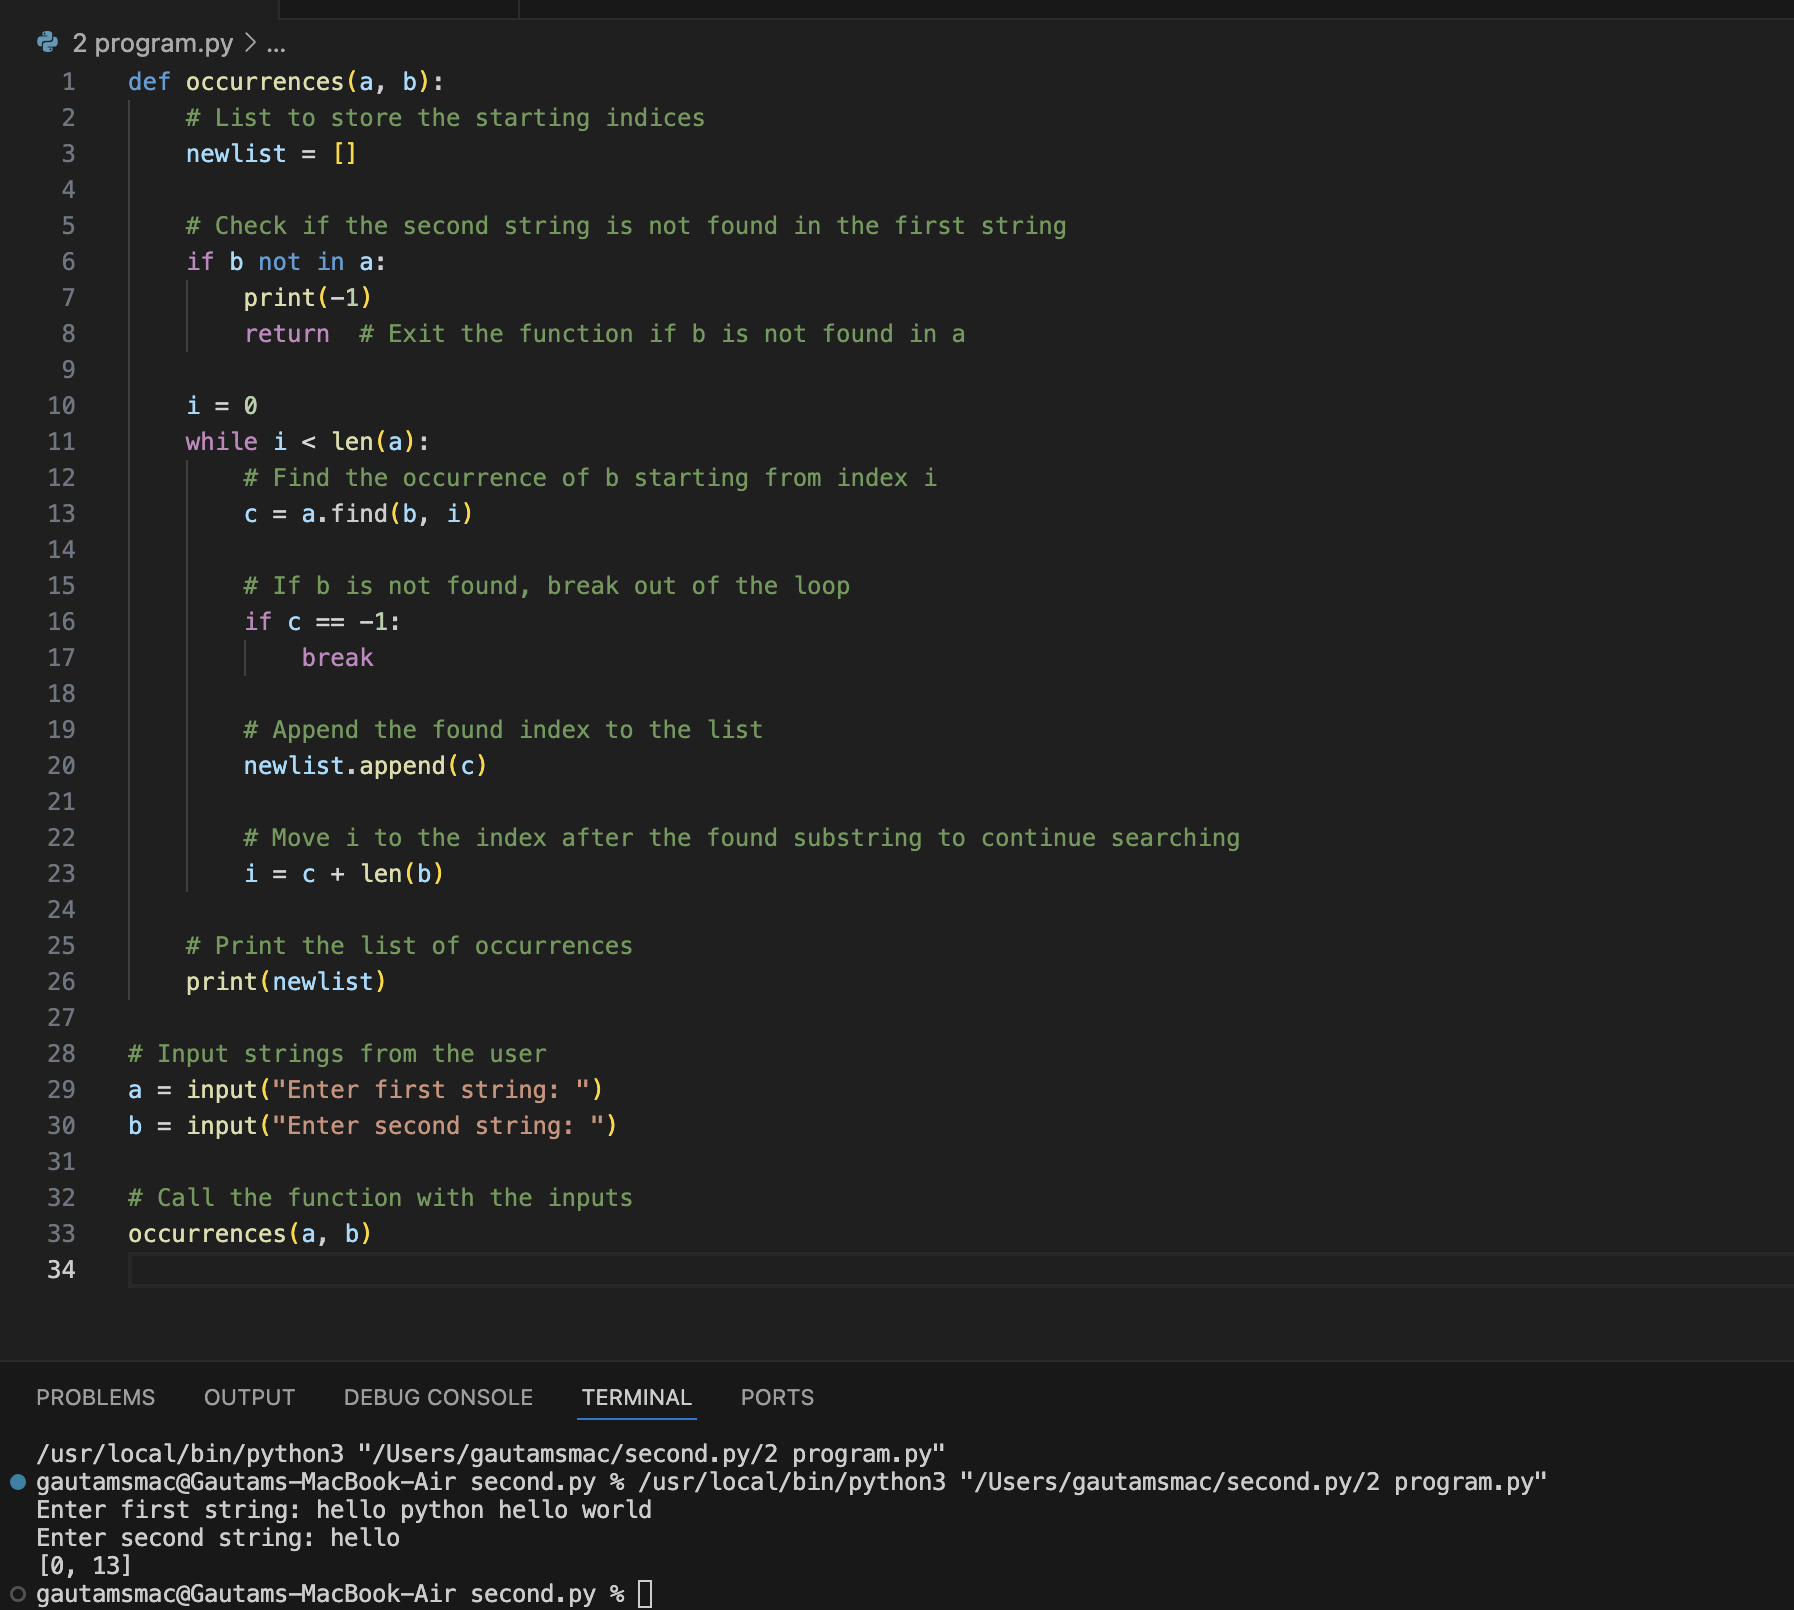 2 program.py > ...
1 def occurrences(a, b):
2     # List to store the starting indices
3     newlist = []
4
5     # Check if the second string is not found in the first string
6     if b not in a:
7         print(-1)
8         return  # Exit the function if b is not found in a
9
10     i = 0
11     while i < len(a):
12         # Find the occurrence of b starting from index i
13         c = a.find(b, i)
14
15         # If b is not found, break out of the loop
16         if c == -1:
17             break
18
19         # Append the found index to the list
20         newlist.append(c)
21
22         # Move i to the index after the found substring to continue searching
23         i = c + len(b)
24
25     # Print the list of occurrences
26     print(newlist)
27
28 # Input strings from the user
29 a = input("Enter first string: ")
30 b = input("Enter second string: ")
31
32 # Call the function with the inputs
33 occurrences(a, b)
34
PROBLEMS OUTPUT DEBUG CONSOLE TERMINAL PORTS
/usr/local/bin/python3 "/Users/gautamsmac/second.py/2 program.py"
gautamsmac@Gautams-MacBook-Air second.py % /usr/local/bin/python3 "/Users/gautamsmac/second.py/2 program.py"
Enter first string: hello python hello world
Enter second string: hello
[0, 13]
gautamsmac@Gautams-MacBook-Air second.py %